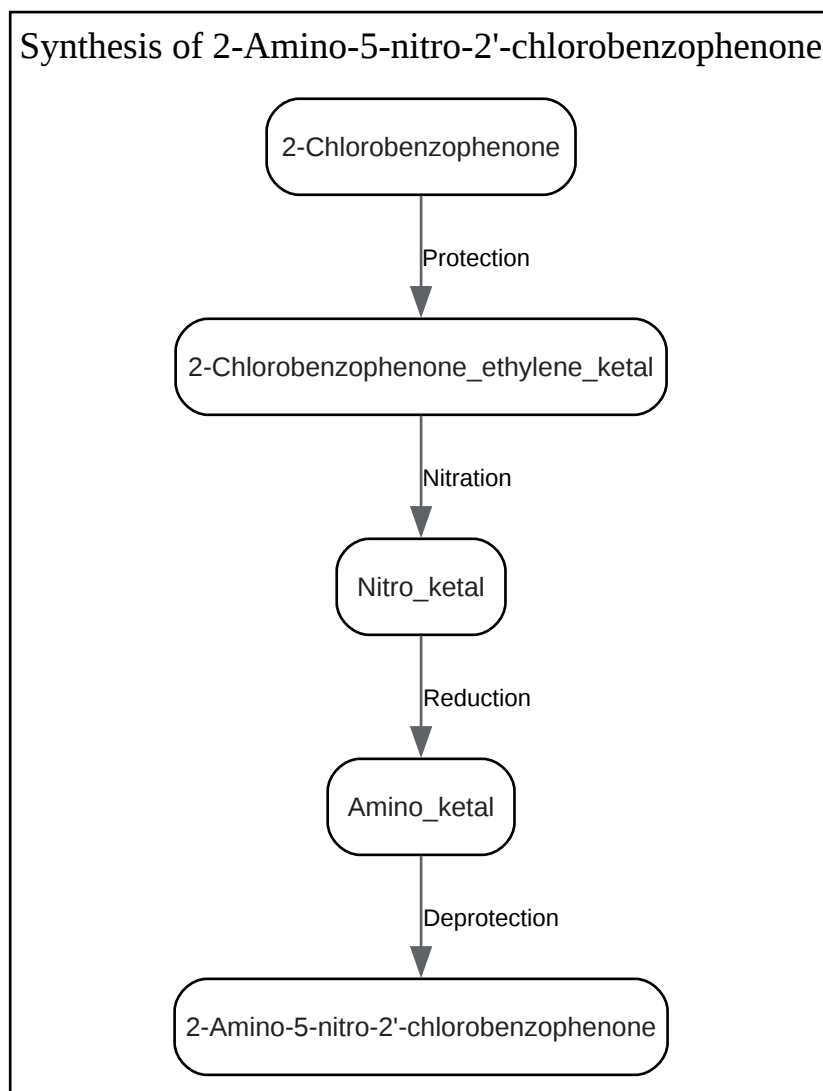 Synthesis of 2-Amino-5-nitro-2'-chlorobenzophenone
2-Chlorobenzophenone
Protection
2-Chlorobenzophenone_ethylene_ketal
Nitration
Nitro_ketal
Reduction
Amino_ketal
Deprotection
2-Amino-5-nitro-2'-chlorobenzophenone